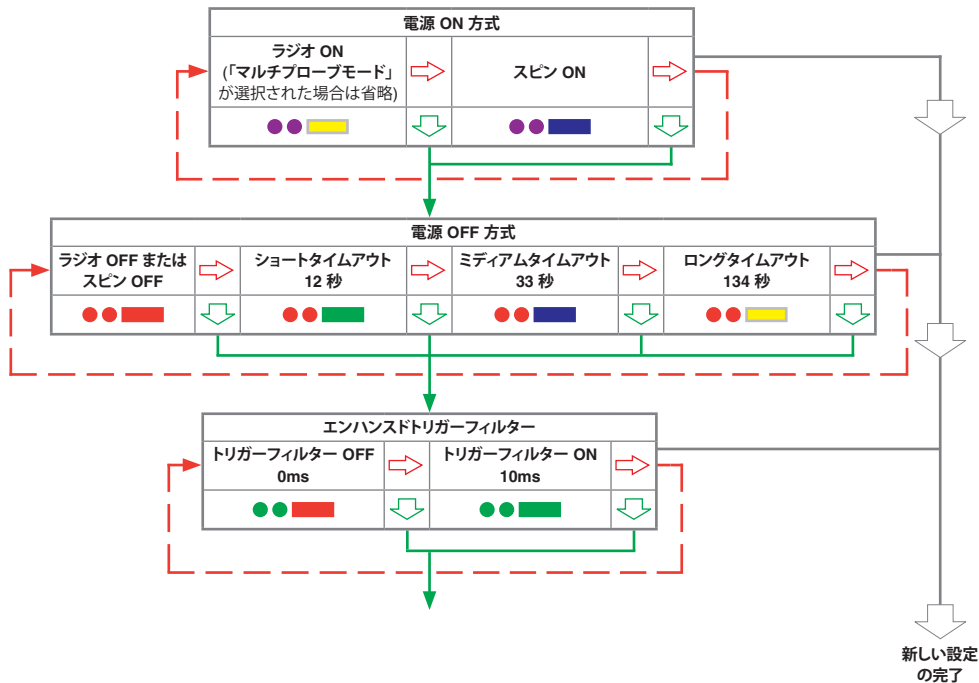 電源 ON 方式
ラジオ ON
(「マルチプローブモード」
が選択された場合は省略)
スピン ON
電源 OFF 方式
ラジオ OFF または
スピン OFF
ショートタイムアウト
12 秒
ミディアムタイムアウト
33 秒
ロングタイムアウト
134 秒
エンハンスドトリガーフィルター
トリガーフィルター OFF
0ms
トリガーフィルター ON
10ms
新しい設定
の完了